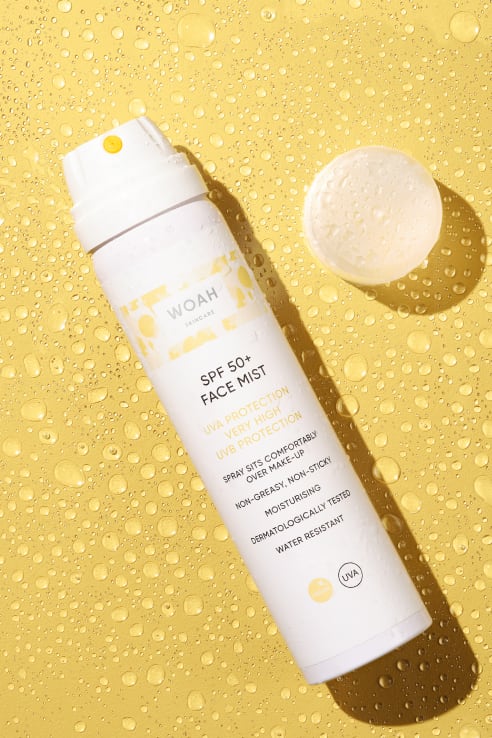 WOAH
SKINCARE
SPF 50+
FACE MIST
UVA PROTECTION
VERY HIGH
UVB PROTECTION
SPRAY SITS COMFORTABLY
OVER MAKE-UP
NON-GREASY, NON-STICKY
MOISTURISING
DERMATOLOGICALLY TESTED
WATER RESISTANT
UVA